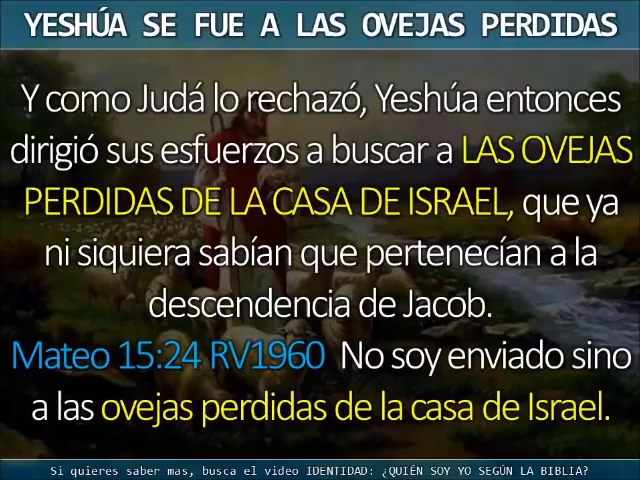 YESHÚA SE FUE A LAS OVEJAS PERDIDAS
Y como Judá lo rechazó, Yeshúa entonces
dirigió sus esfuerzos a buscar a LAS OVEJAS
PERDIDAS DE LA CASA DE ISRAEL, que ya
ni siquiera sabían que pertenecían a la
descendencia de Jacob.
Mateo 15:24 RV1960 No soy enviado sino
a las ovejas perdidas de la casa de Israel.
Si quieres saber mas, busca el video IDENTIDAD: ¿QUIÉN SOY YO SEGÚN LA BIBLIA?